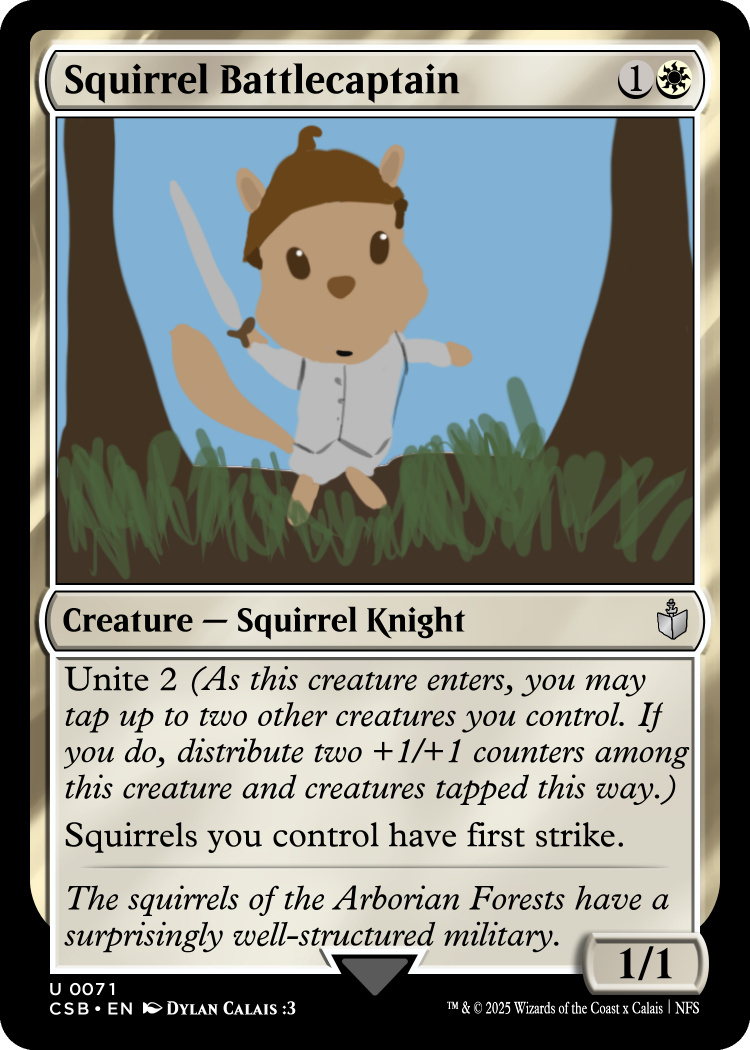 Squirrel Battlecaptain 1
Creature — Squirrel Knight
Unite 2 (As this creature enters, you may
tap up to two other creatures you control. If
you do, distribute two +1/+1 counters among
this creature and creatures tapped this way.)
Squirrels you control have first strike.
The squirrels of the Arborian Forests have a
surprisingly well-structured military.
1/1
U 0071
CSB • EN Dylan Calais :3
™ & © 2025 Wizards of the Coast x Calais | NFS